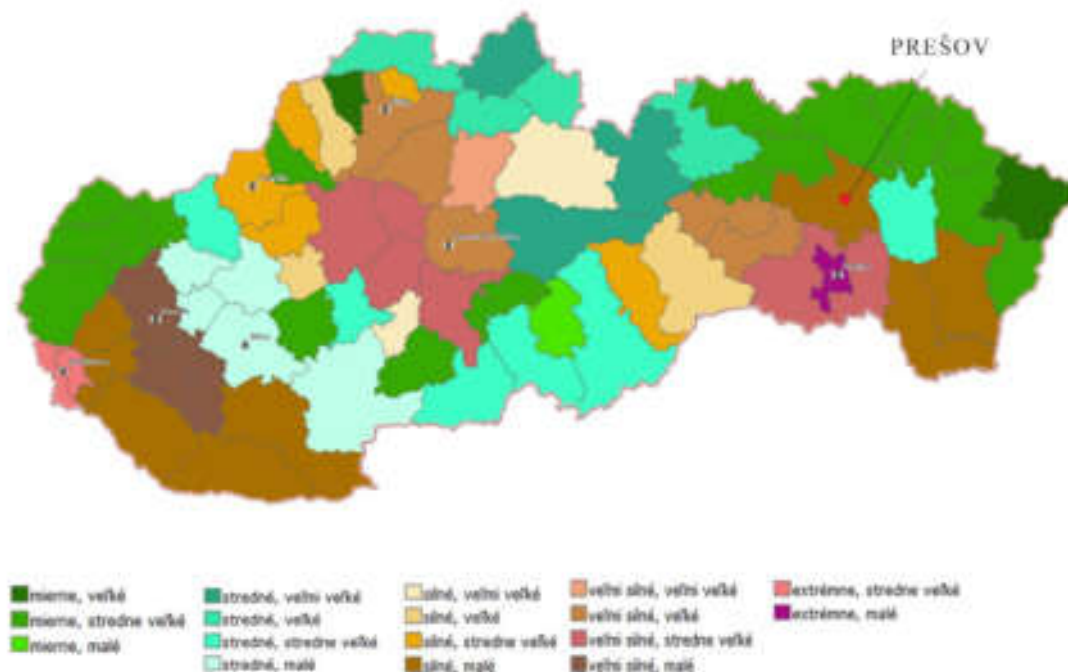 PREŠOV
mierne, veľké
mierne, stredne veľké
mierne, malé
stredné, veľmi veľké
stredné, veľké
stredné, stredne veľké
stredné, malé
silné, veľmi veľké
silné, veľké
silné, stredne veľké
silné, malé
veľmi silné, veľmi veľké
veľmi silné, veľké
veľmi silné, stredne veľké
veľmi silné, malé
extrémne, stredne veľké
extrémne, malé